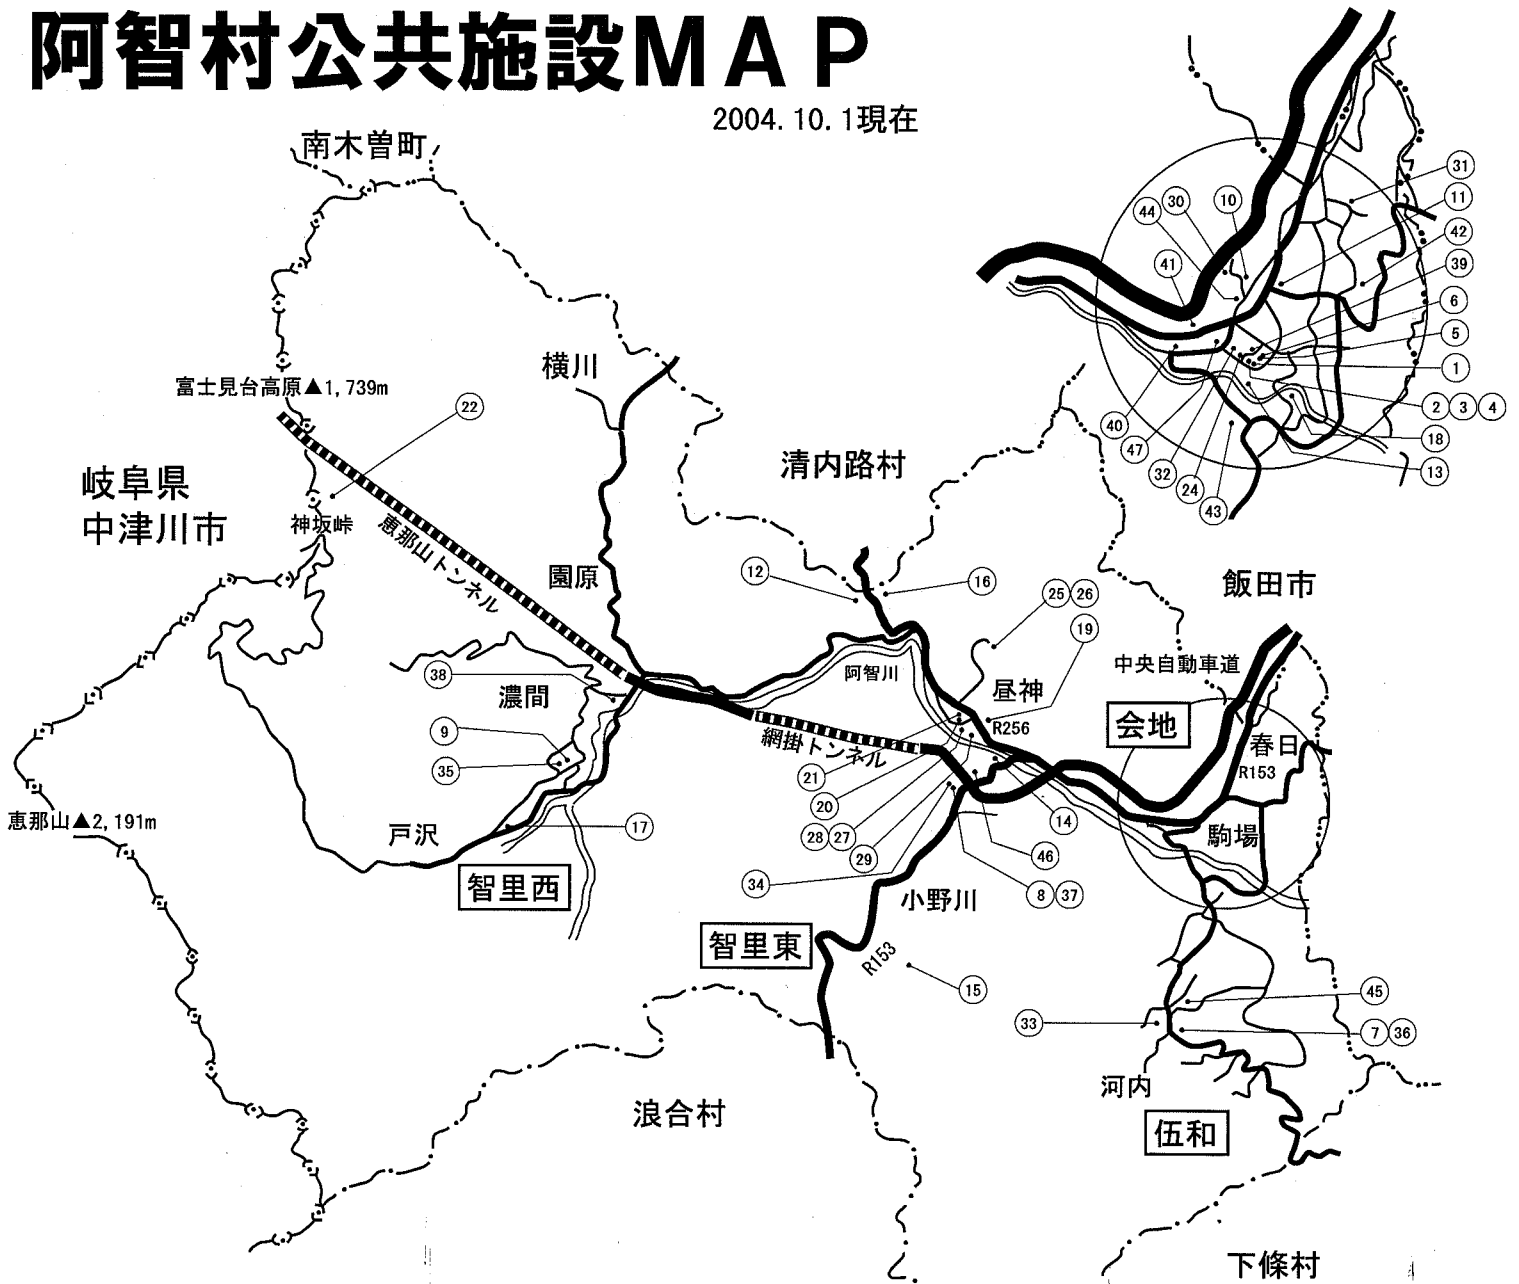 阿智村公共施設MAP
2004.10.1現在
南木曽町
31
11
30
10
44
42
41
39
6
5
横川
1
富士見台高原▲1,739m
22
2 3 4
40
18
47
清内路村
32
13
24
岐阜県
中津川市
43
神坂峠
恵那山トンネル
園原
12
16
飯田市
25 26
19
中央自動車道
阿智川
38
濃間
昼神
会地
R256
9
網掛トンネル
春日
35
21
R153
20
恵那山▲2,191m
14
戸沢
17
28 27
駒場
29
46
34
智里西
8 37
小野川
智里東
R153
15
45
33
7 36
河内
浪合村
伍和
下條村